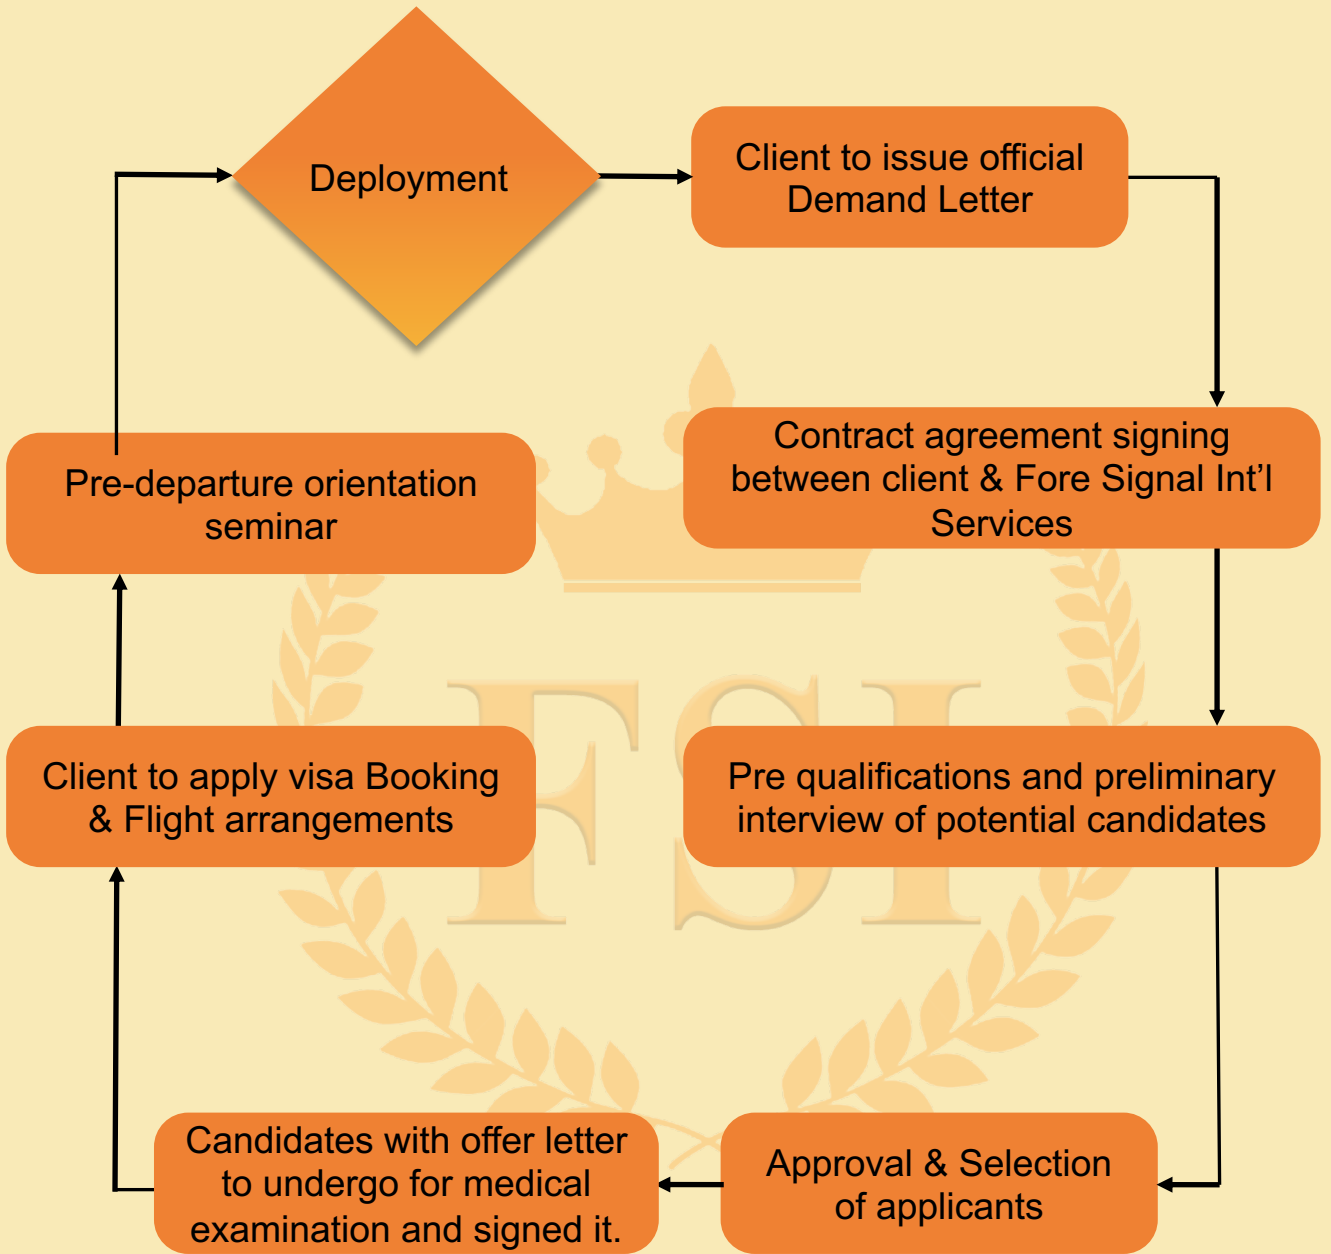 Deployment
Client to issue official
Demand Letter
Contract agreement signing
between client & Fore Signal Int’l
Services
Pre qualifications and preliminary
interview of potential candidates
Approval & Selection
of applicants
Candidates with offer letter
to undergo for medical
examination and signed it.
Client to apply visa Booking
& Flight arrangements
Pre-departure orientation
seminar
FSI